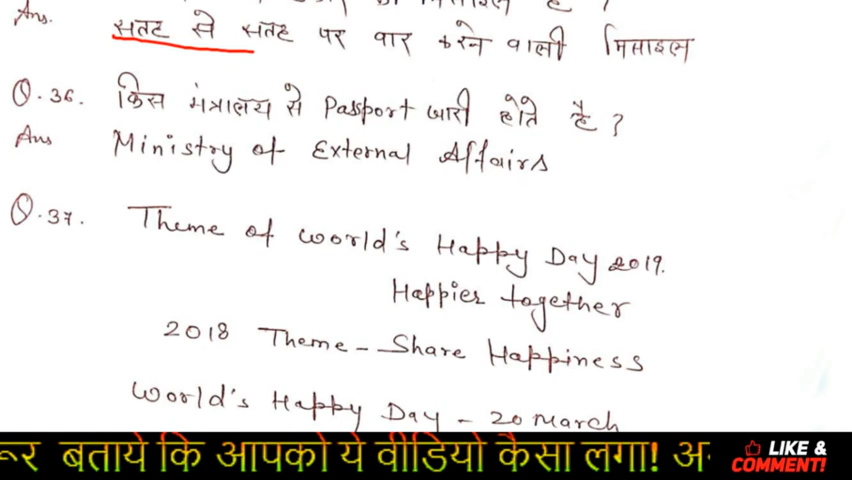 Ans. सतह से सतह पर वार करने वाली मिसाइल
Q.36. किस मंत्रालय से Passport जारी होते है?
Ans Ministry of External Affairs
Q.37. Theme of world's Happy Day 2019.
Happier together
2018 Theme - Share Happiness
World's Happy Day - 20 March
बताये कि आपको ये वीडियो कैसा लगा! अ
LIKE &
COMMENT!